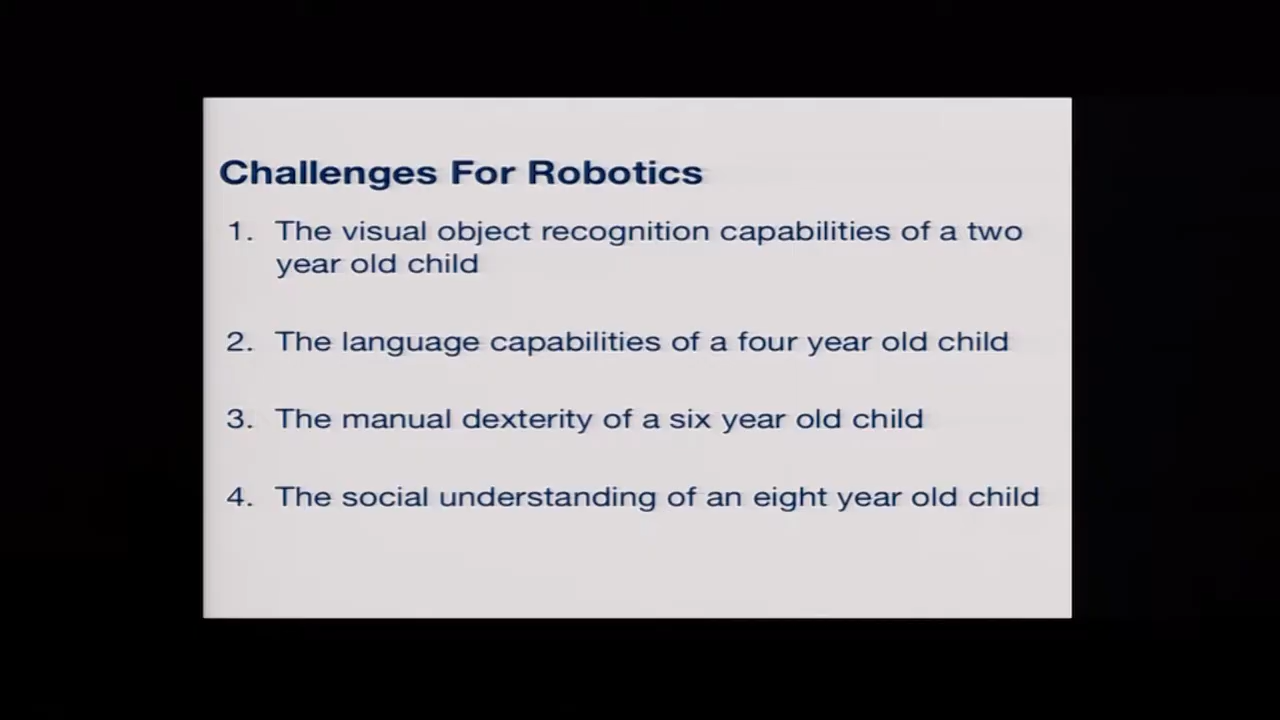 Challenges For Robotics
1. The visual object recognition capabilities of a two
year old child
2. The language capabilities of a four year old child
3. The manual dexterity of a six year old child
4. The social understanding of an eight year old child